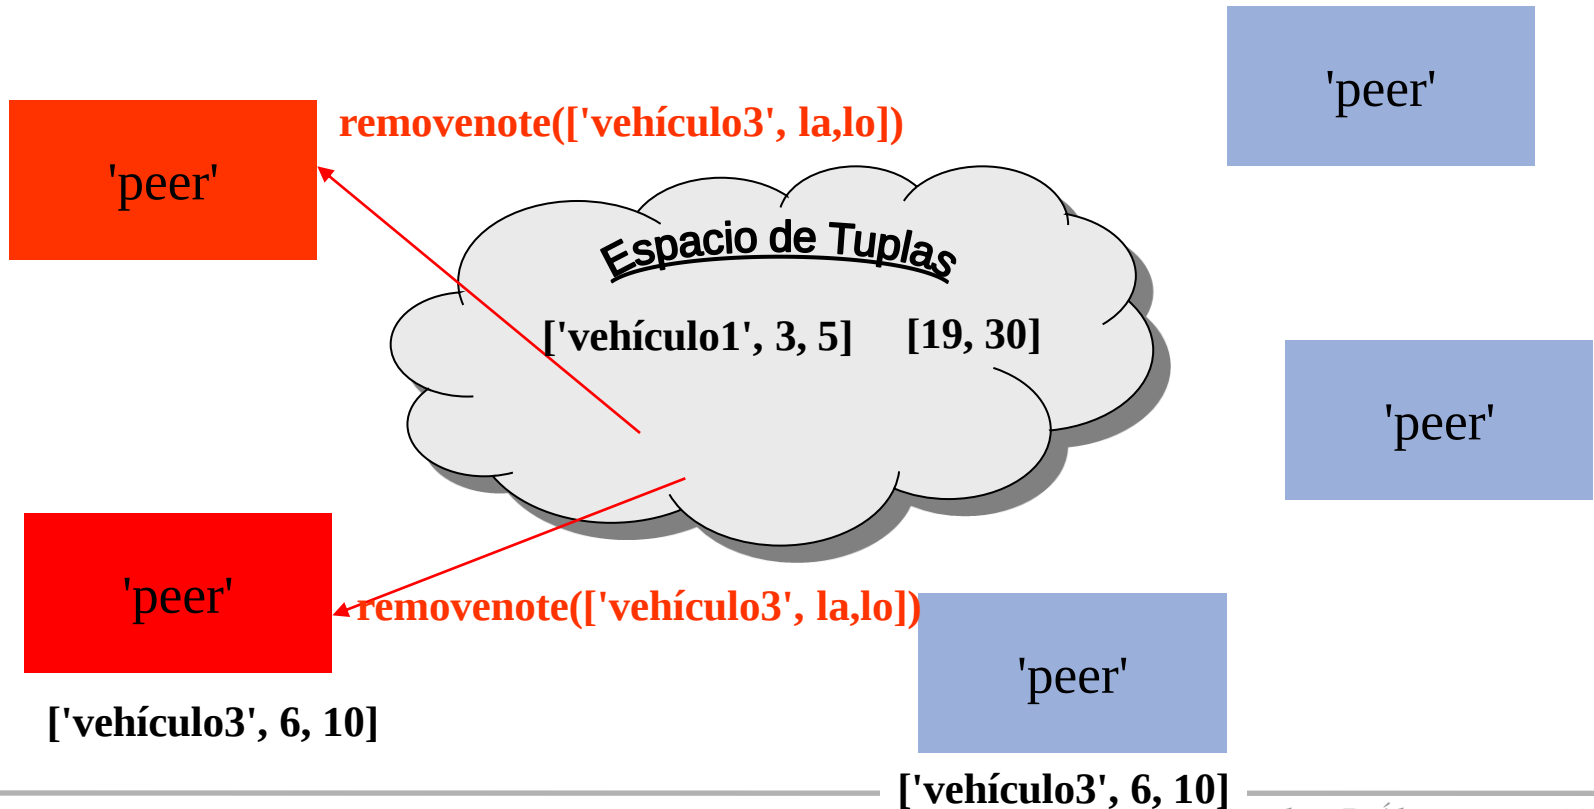 'peer'
removenote(['vehículo3', la,lo])
'peer'
Espacio de Tuplas
['vehículo1', 3, 5]
[19, 30]
'peer'
'peer'
removenote(['vehículo3', la,lo])
'peer'
['vehículo3', 6, 10]
['vehículo3', 6, 10]